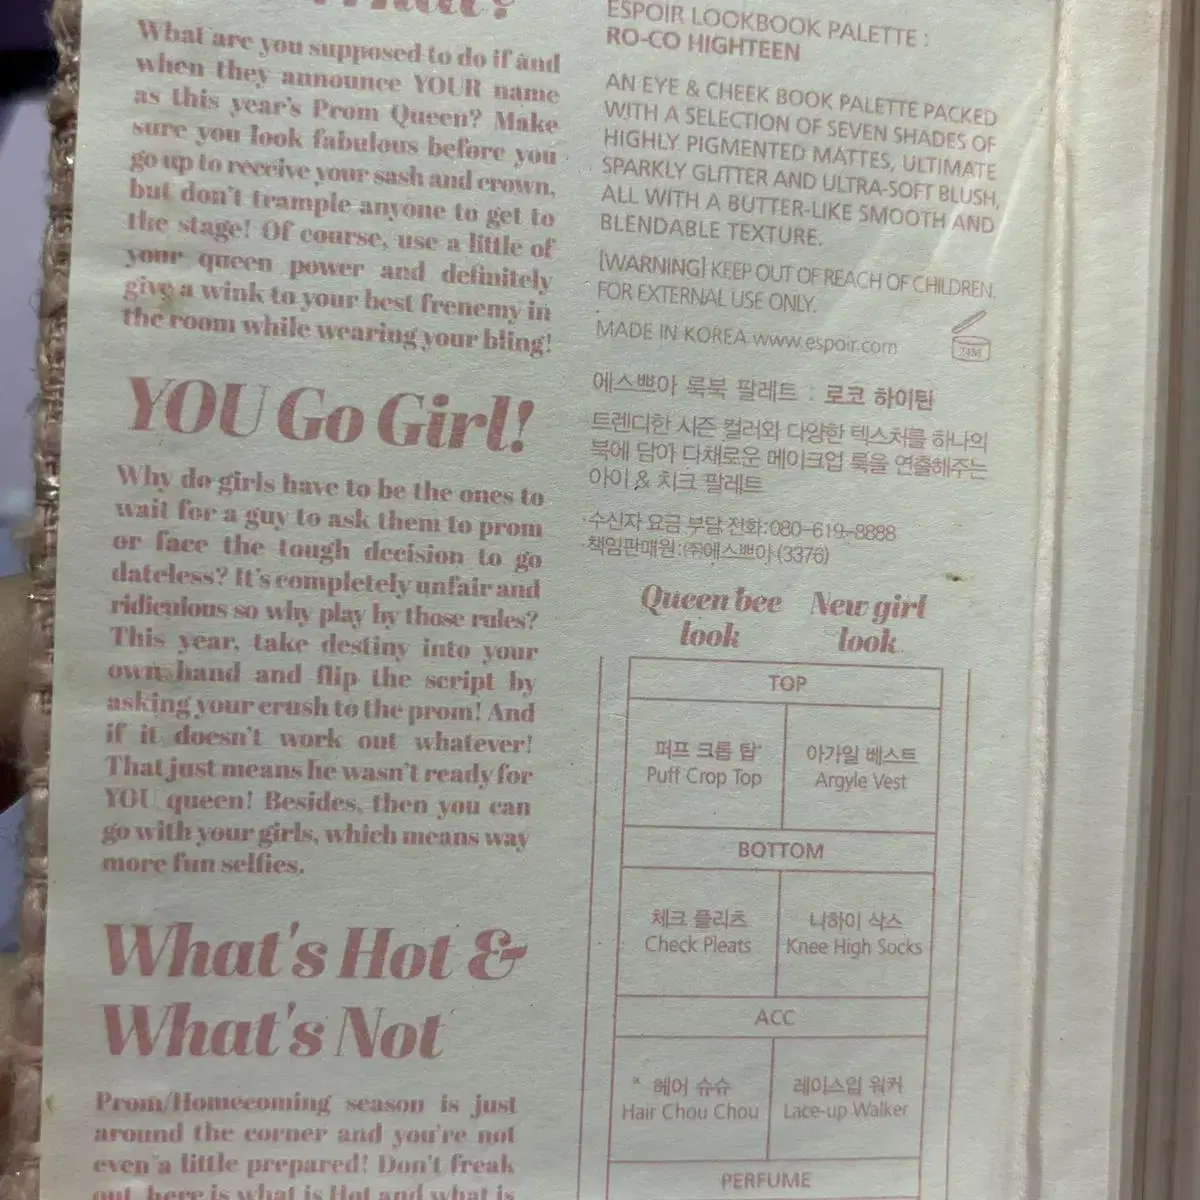 What are you supposed to do if and
when they announce YOUR name
as this year's Prom Queen? Make
sure you look fabulous before you
go up to receive your sash and crown,
but don't trample anyone to get to
the stage! Of course, use a little of
your queen power and definitely
give a wink to your best frenemy in
the room while wearing your bling!
YOU Go Girl!
Why do girls have to be the ones to
wait for a guy to ask them to prom
or face the tough decision to go
dateless? It's completely unfair and
ridiculous so why play by those rules?
This year, take destiny into your
own hand and flip the script by
asking your crush to the prom! And
if it doesn't work out whatever!
That just means he wasn't ready for
YOU queen! Besides, then you can
go with your girls, which means way
more fun selfies.
What's Hot &
What's Not
Prom/Homecoming season is just
around the corner and you're not
even a little prepared! Don't freak
out, here is what is Hot and what is
ESPOIR LOOKBOOK PALETTE :
RO-CO HIGHTEEN
AN EYE & CHEEK BOOK PALETTE PACKED
WITH A SELECTION OF SEVEN SHADES OF
HIGHLY PIGMENTED MATTES, ULTIMATE
SPARKLY GLITTER AND ULTRA-SOFT BLUSH,
ALL WITH A BUTTER-LIKE SMOOTH AND
BLENDABLE TEXTURE.
[WARNING] KEEP OUT OF REACH OF CHILDREN.
FOR EXTERNAL USE ONLY.
MADE IN KOREA www.espoir.com
24M
에스쁘아 룩북 팔레트 : 로코 하이틴
트렌디한 시즌 컬러와 다양한 텍스처를 하나의
북에 담아 다채로운 메이크업 룩을 연출해주는
아이 & 치크 팔레트
·수신자 요금 부담 전화:080-619-8888
·책임판매원:㈜에스쁘아 (3376)
Queen bee look
New girl look
TOP
퍼프 크롭 탑
Puff Crop Top
아가일 베스트
Argyle Vest
BOTTOM
체크 플리츠
Check Pleats
니하이 삭스
Knee High Socks
ACC
헤어 슈슈
Hair Chou Chou
레이스업 워커
Lace-up Walker
PERFUME